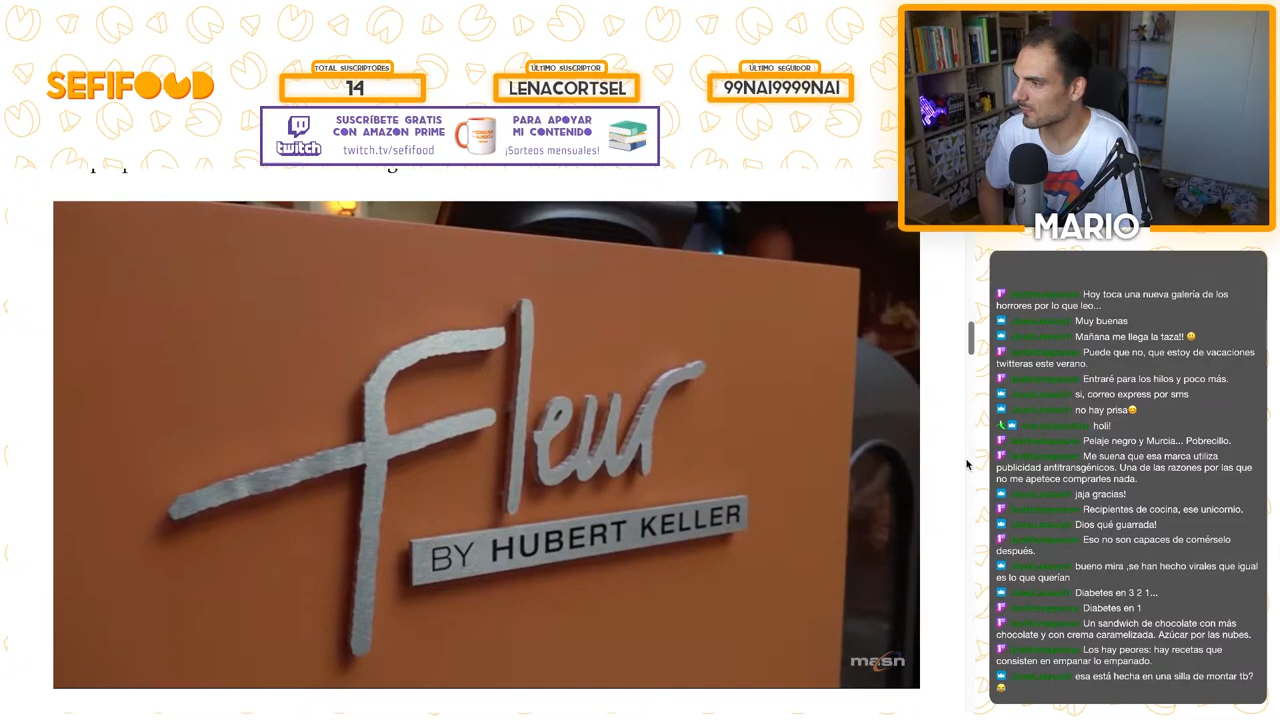 SEFIFOOD
TOTAL SUSCRIPTORES
14
ÚLTIMO SUSCRIPTOR
LENACORTSEL
ÚLTIMO SEGUIDOR
99NAI9999NAI
twitch
SUSCRÍBETE GRATIS
CON AMAZON PRIME
twitch.tv/sefifood
PARA APOYAR
MI CONTENIDO
¡Sorteos mensuales!
MARIO
Fleur
BY HUBERT KELLER
masn
Hoy toca una nueva galería de los
horrores por lo que leo...
Muy buenas
Mañana me llega la taza!! 😀
Puede que no, que estoy de vacaciones
twitteras este verano.
Entraré para los hilos y poco más.
si, correo express por sms
no hay prisa😊
holi!
Pelaje negro y Murcia... Pobrecillo.
Me suena que esa marca utiliza
publicidad antitransgénicos. Una de las razones por las que
no me apetece comprarles nada.
jaja gracias!
Recipientes de cocina, ese unicornio.
Dios qué guarrada!
Eso no son capaces de comérselo
después.
bueno mira ,se han hecho virales que igual
es lo que querían
Diabetes en 3 2 1...
Diabetes en 1
Un sandwich de chocolate con más
chocolate y con crema caramelizada. Azúcar por las nubes.
Los hay peores: hay recetas que
consisten en empanar lo empanado.
esa está hecha en una silla de montar tb?
😂